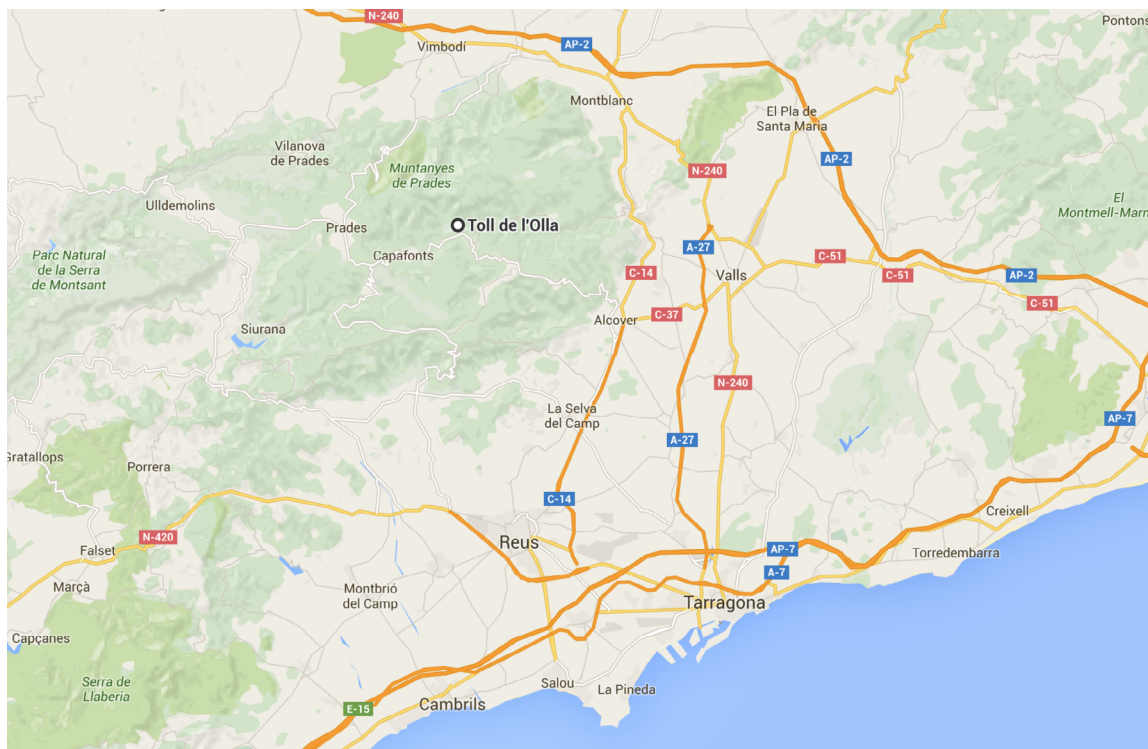 N-240
Vimbodí
AP-2
Pontons
Montblanc
El Pla de
Santa Maria
Vilanova
de Prades
Muntanyes
de Prades
AP-2
N-240
Ulldemolins
El
Montmell-Marm
Prades
Toll de l'Olla
Capafonts
A-27
Parc Natural
de la Serra
de Montsant
C-14
Valls
C-51
C-51
AP-2
C-51
Siurana
Alcover
C-37
N-240
La Selva
del Camp
AP-7
A-27
Gratallops
Porrera
C-14
Creixell
N-420
Falset
Reus
AP-7
Torredembarra
A-7
Marçà
Montbrió
del Camp
Tarragona
Capçanes
Serra de
Llaberia
Salou
La Pineda
E-15
Cambrils